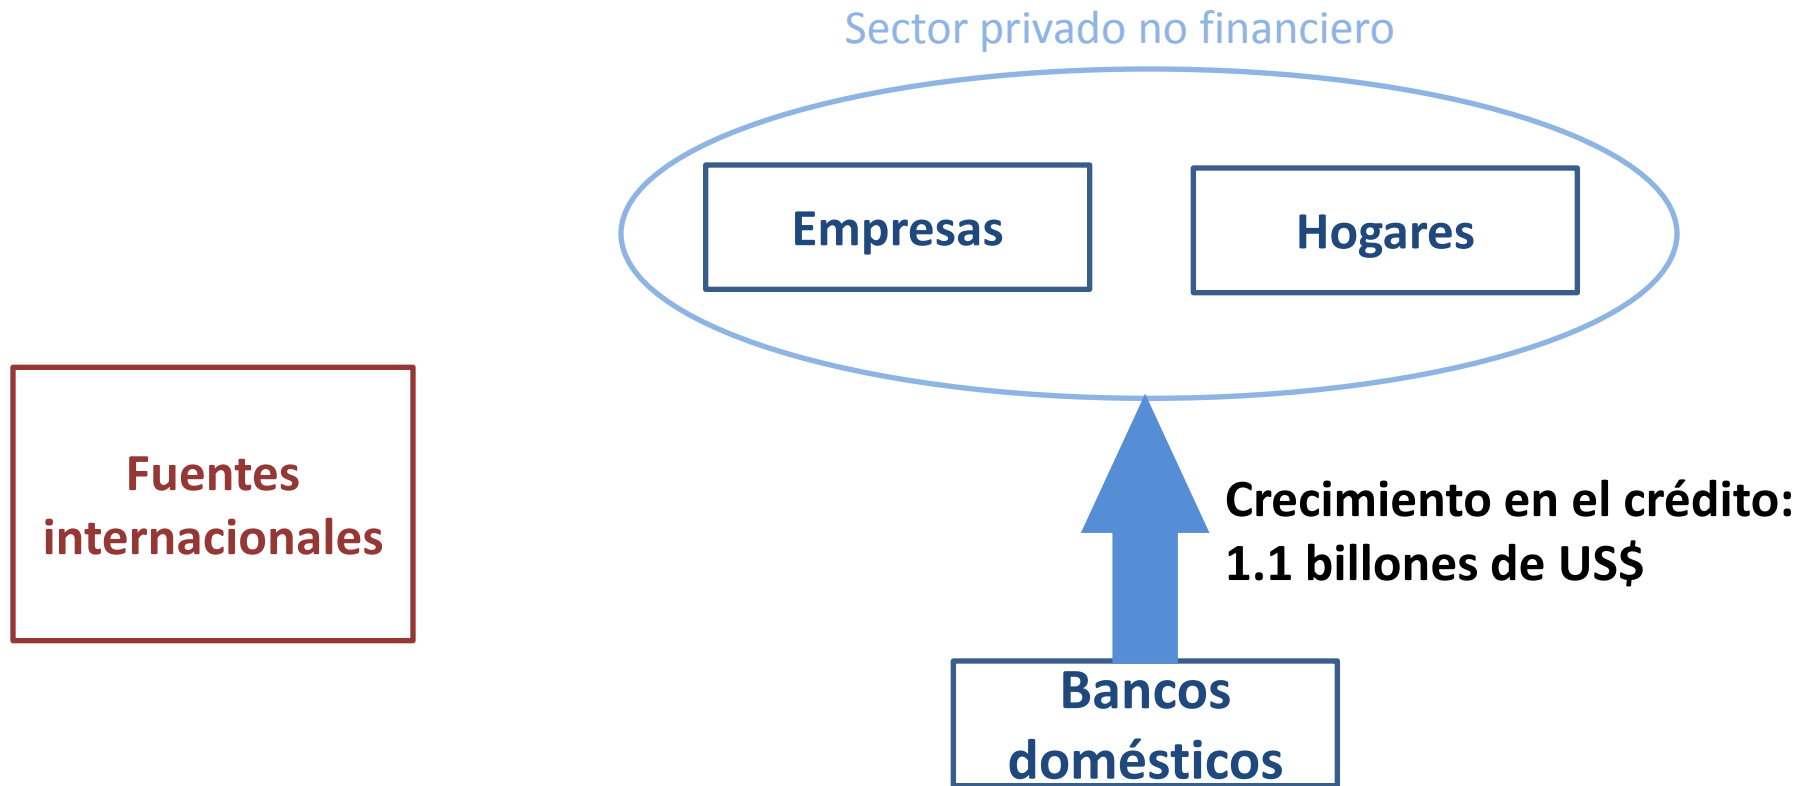 Sector privado no financiero
Empresas
Hogares
Fuentes
internacionales
Crecimiento en el crédito:
1.1 billones de US$
Bancos
domésticos